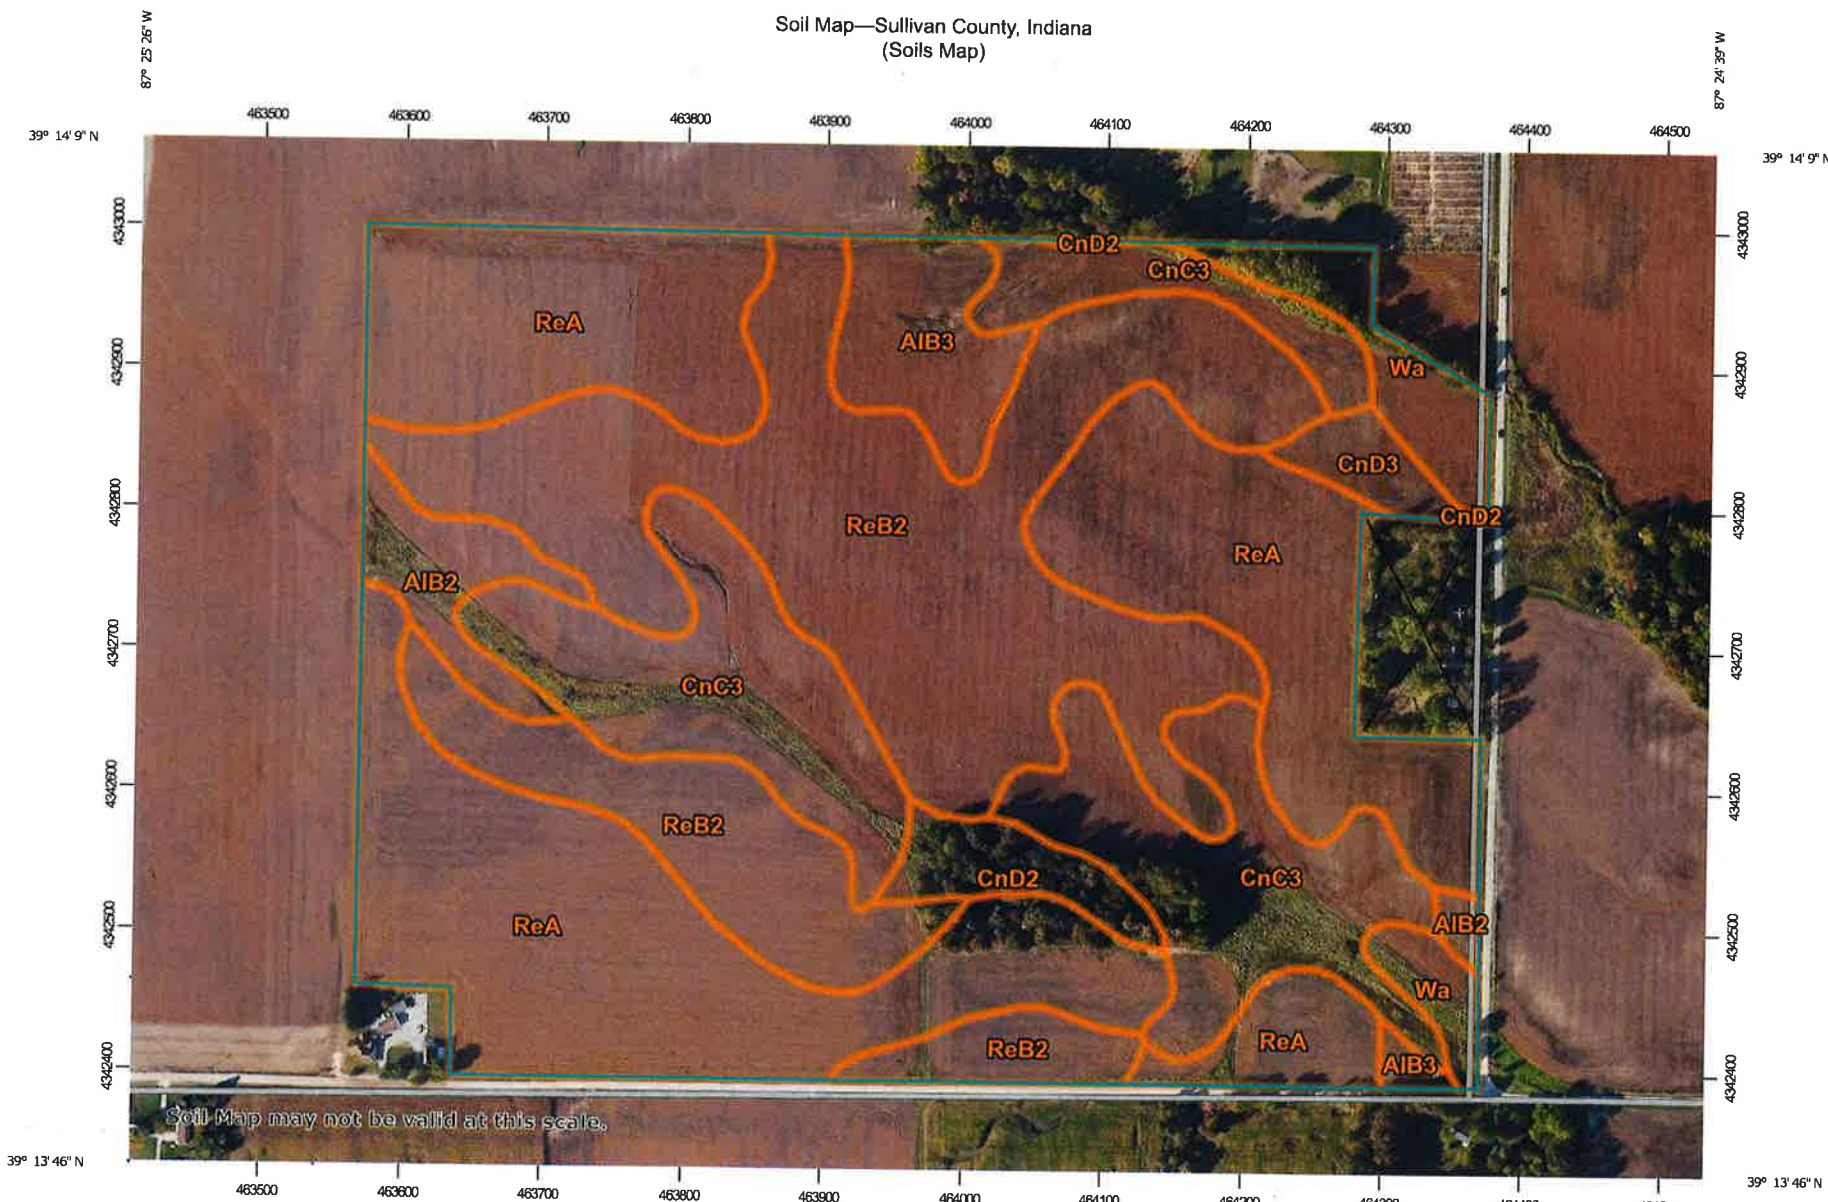 Soil Map—Sullivan County, Indiana
(Soils Map)
87° 25' 26" W
87° 24' 39" W
463500 463600 463700 463800 463900 464000 464100 464200 464300 464400 464500
39° 14' 9" N
39° 14' 9" N
4343000
4343000
CnD2
CnC3
ReA
AlB3
4342900
4342900
Wa
CnD3
4342800
4342800
CnD2
ReB2
ReA
AlB2
4342700
4342700
CnC3
4342600
4342600
ReB2
CnD2
CnC3
ReA
AlB2
4342500
4342500
Wa
ReB2
ReA
AlB3
4342400
4342400
Soil Map may not be valid at this scale.
39° 13' 46" N
39° 13' 46" N
463500 463600 463700 463800 463900 464000 464100